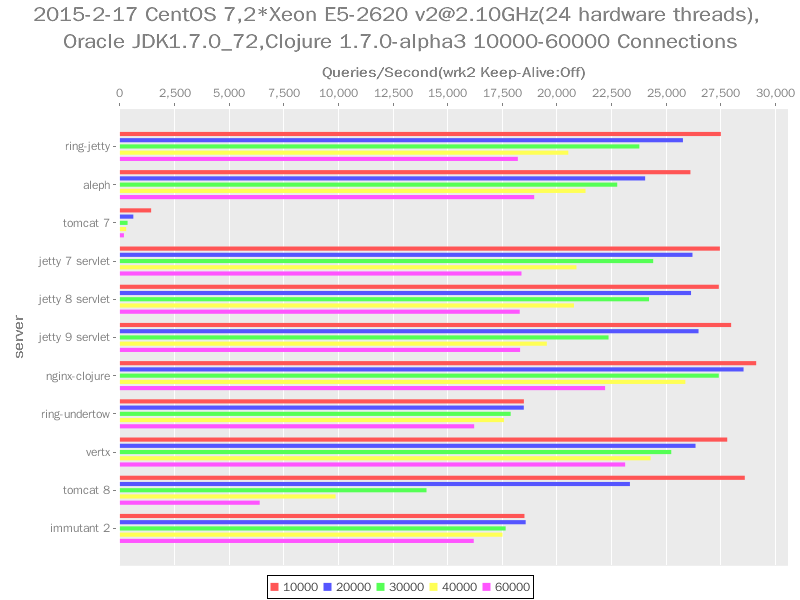 2015-2-17 CentOS 7,2*Xeon E5-2620 v2@2.10GHz(24 hardware threads),
Oracle JDK1.7.0_72,Clojure 1.7.0-alpha3 10000-60000 Connections
Queries/Second(wrk2 Keep-Alive:Off)
0 2,500 5,000 7,500 10,000 12,500 15,000 17,500 20,000 22,500 25,000 27,500 30,000
ring-jetty
aleph
tomcat 7
jetty 7 servlet
jetty 8 servlet
server
jetty 9 servlet
nginx-clojure
ring-undertow
vertx
tomcat 8
immutant 2
10000 20000 30000 40000 60000